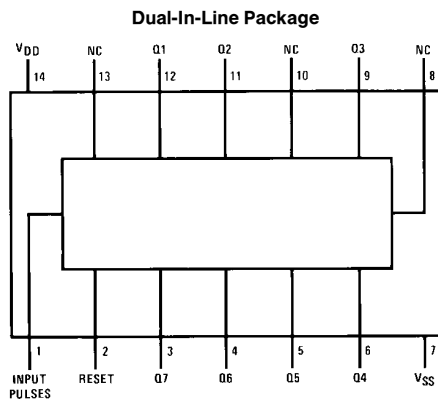 Dual-In-Line Package
VDD NC Q1 Q2 NC Q3 NC
14 13 12 11 10 9 8
1 2 3 4 5 6 7
INPUT PULSES RESET Q7 Q6 Q5 Q4 VSS